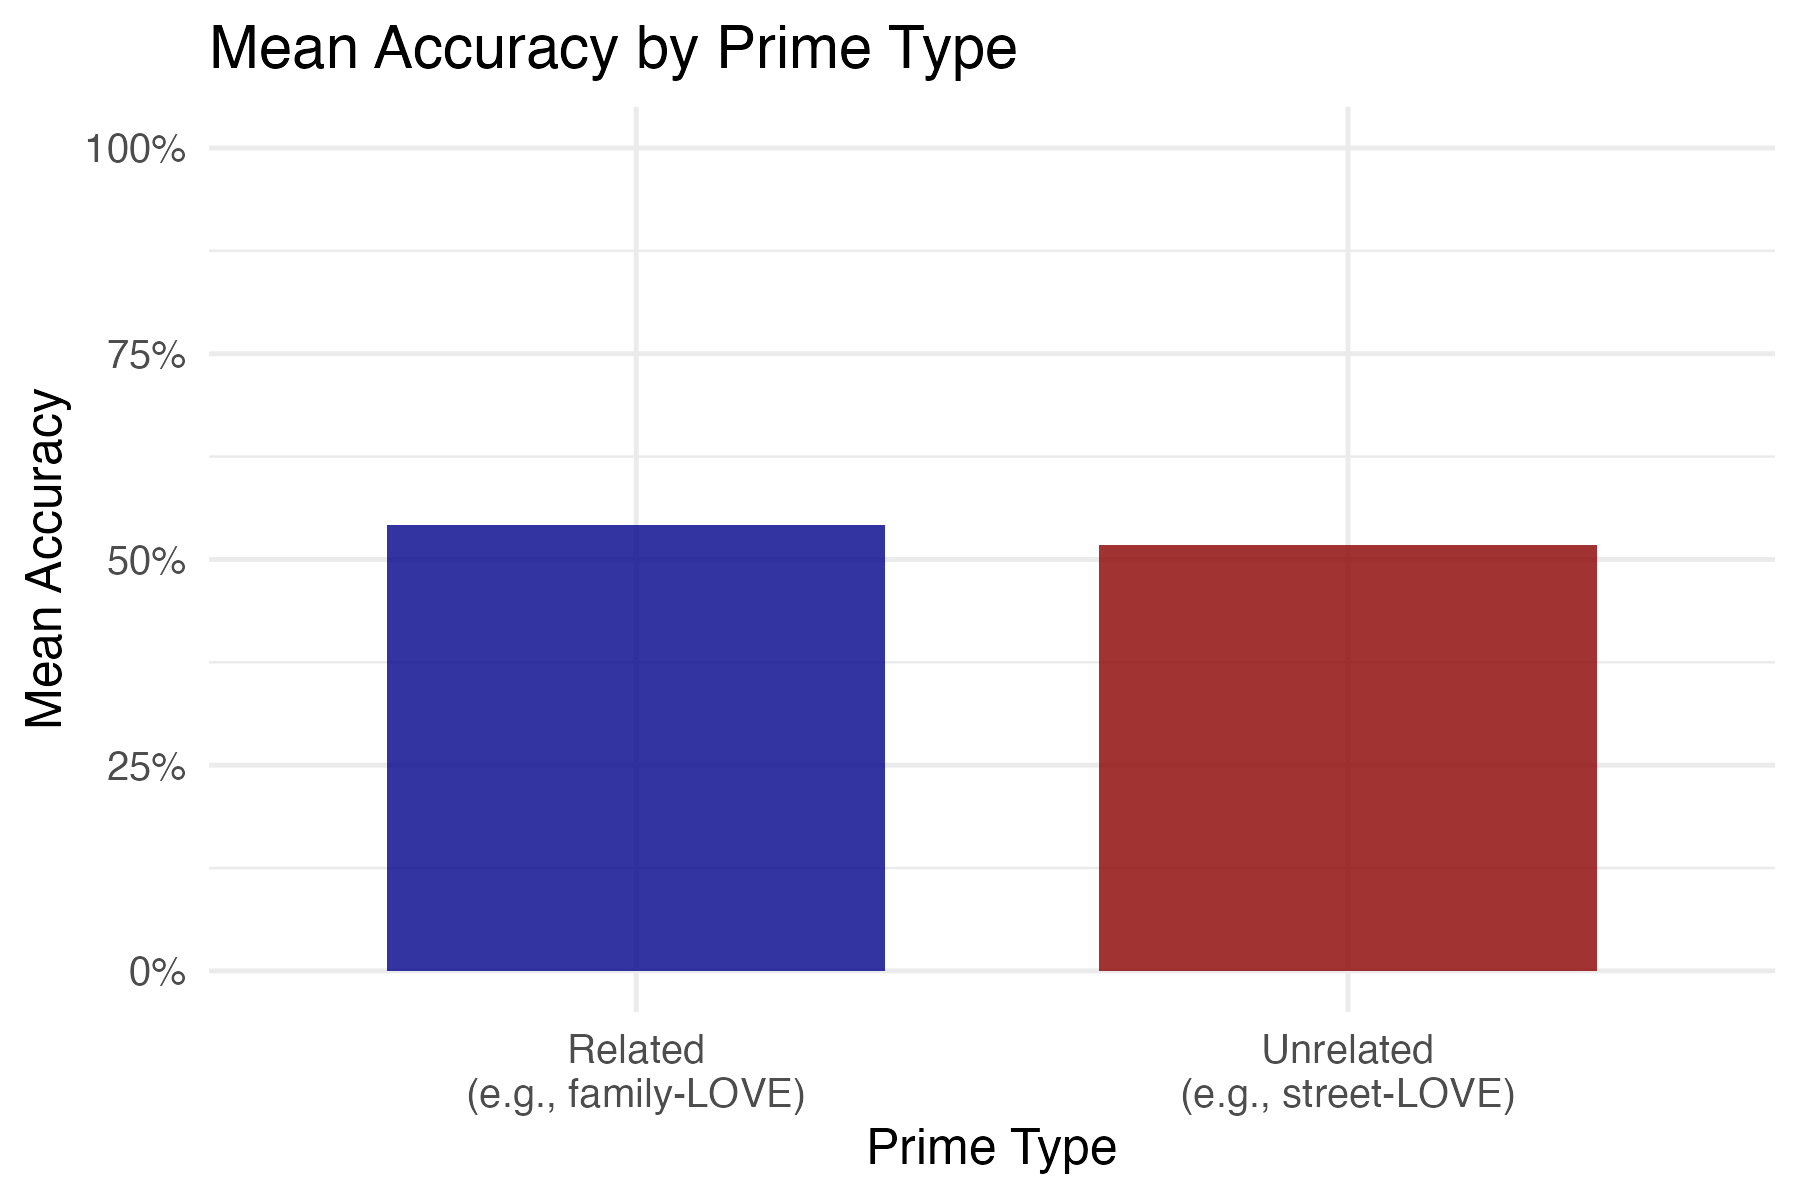 Mean Accuracy by Prime Type
Mean Accuracy
100%
75%
50%
25%
0%
Related
(e.g., family-LOVE)
Unrelated
(e.g., street-LOVE)
Prime Type